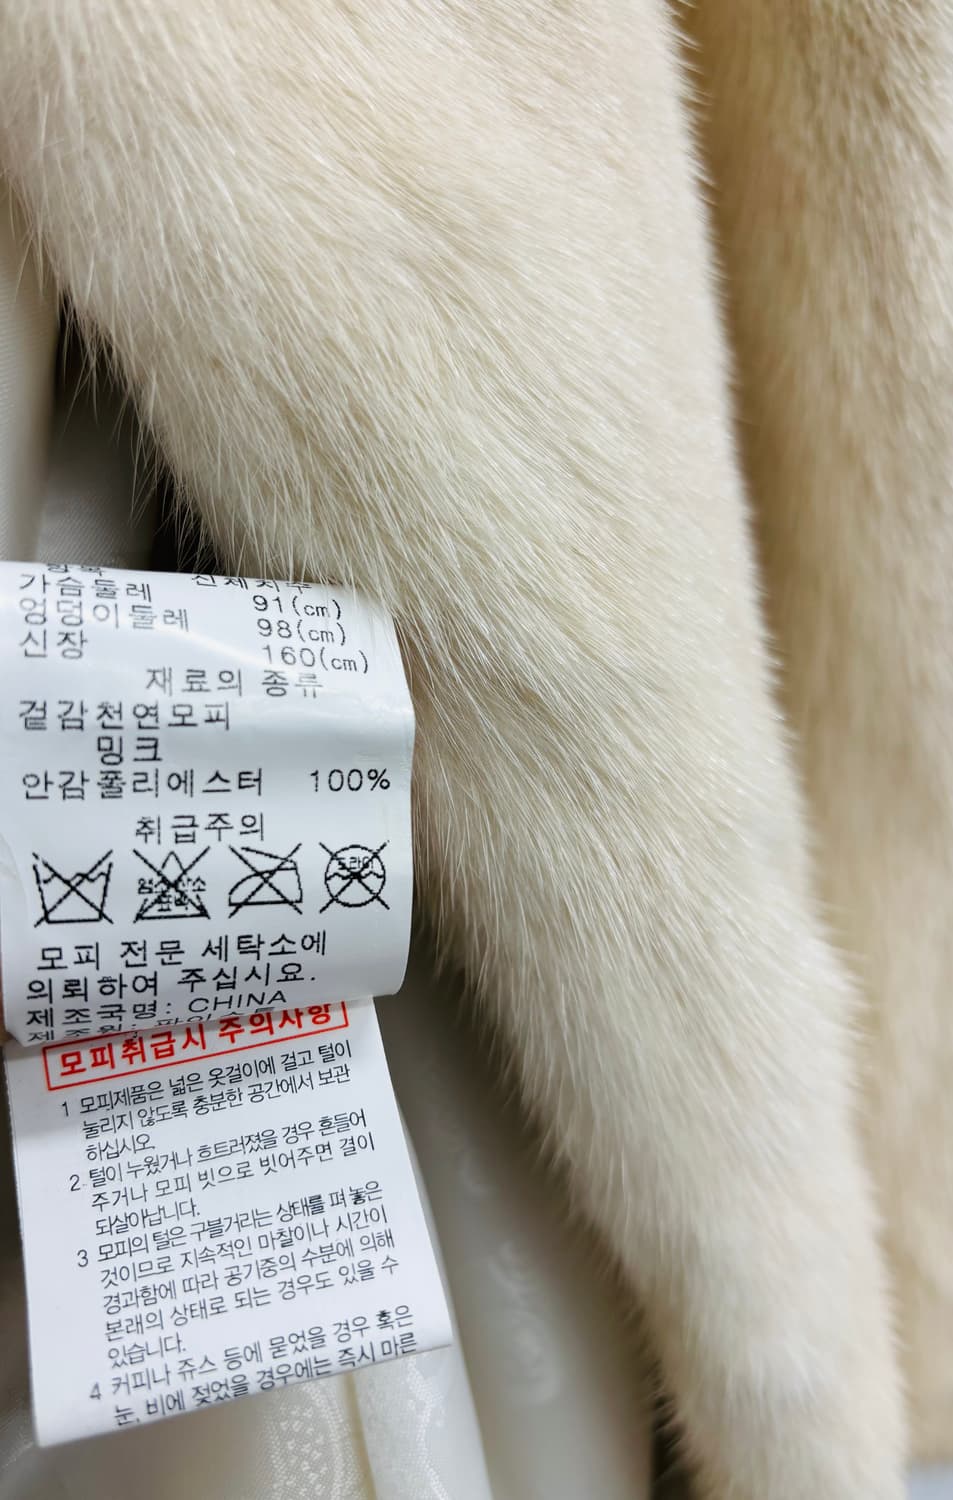 가슴둘레 91(cm)
엉덩이둘레 98(cm)
신장 160(cm)
재료의 종류
겉감천연모피
밍크
안감폴리에스터 100%
취급주의
드라이
염소산소
표백
모피 전문 세탁소에
의뢰하여 주십시요.
제조국명: CHINA
모피취급시 주의사항
1 모피제품은 넓은 옷걸이에 걸고 털이
눌리지 않도록 충분한 공간에서 보관
하십시오
2. 털이 누웠거나 흐트러졌을 경우 흔들어
주거나 모피 빗으로 빗어주면 결이
되살아납니다.
3 모피의 털은 구불거리는 상태를 펴 놓은
것이므로 지속적인 마찰이나 시간이
경과함에 따라 공기중의 수분에 의해
본래의 상태로 되는 경우도 있을 수
있습니다.
4 커피나 쥬스 등에 묻었을 경우 혹은
눈, 비에 젖었을 경우에는 즉시 마른